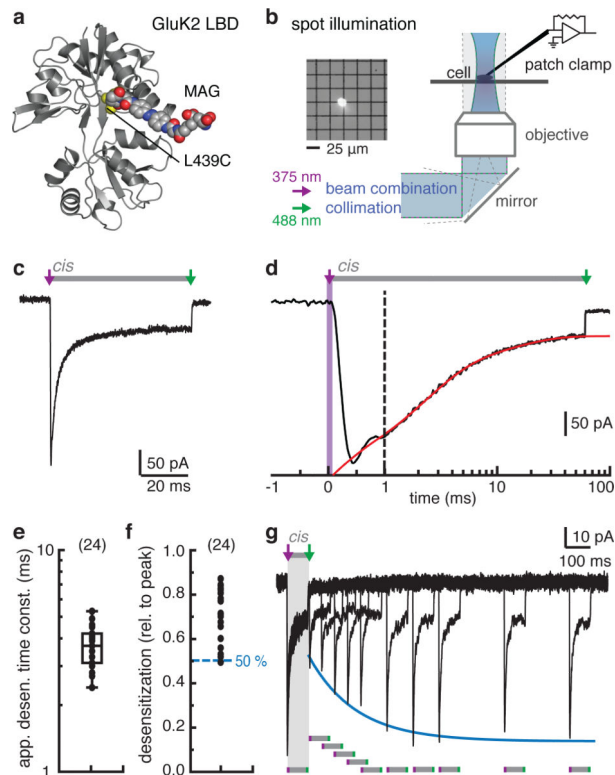 a
GluK2 LBD
MAG
L439C
b
spot illumination
25 µm
cell
patch clamp
objective
375 nm
beam combination
collimation
488 nm
mirror
c
cis
50 pA
20 ms
d
cis
50 pA
-1 0 1 10 100
time (ms)
e
(24)
10
1
app. desen. time const. (ms)
f
(24)
1.0
0.8
0.6
0.4
0.2
0.0
desensitization (rel. to peak)
50 %
g
cis
10 pA
100 ms